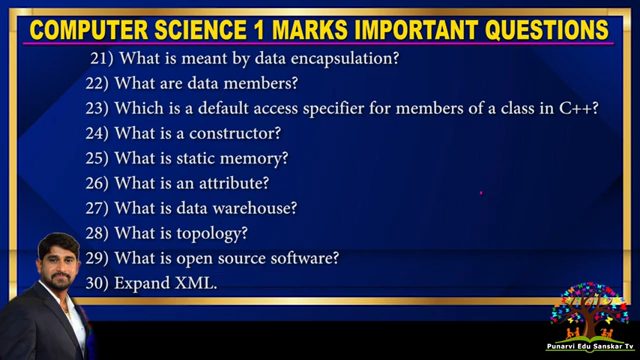 COMPUTER SCIENCE 1 MARKS IMPORTANT QUESTIONS
21) What is meant by data encapsulation?
22) What are data members?
23) Which is a default access specifier for members of a class in C++?
24) What is a constructor?
25) What is static memory?
26) What is an attribute?
27) What is data warehouse?
28) What is topology?
29) What is open source software?
30) Expand XML.
Punarvi Edu Sanskar Tv